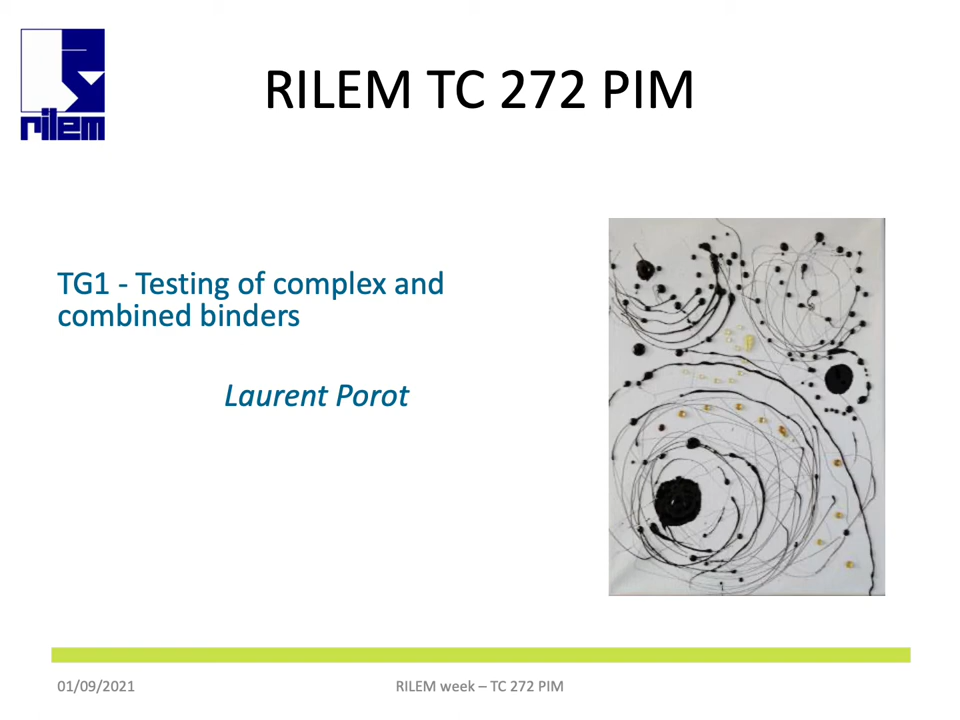 rilem
RILEM TC 272 PIM
TG1 - Testing of complex and
combined binders
Laurent Porot
01/09/2021
RILEM week – TC 272 PIM